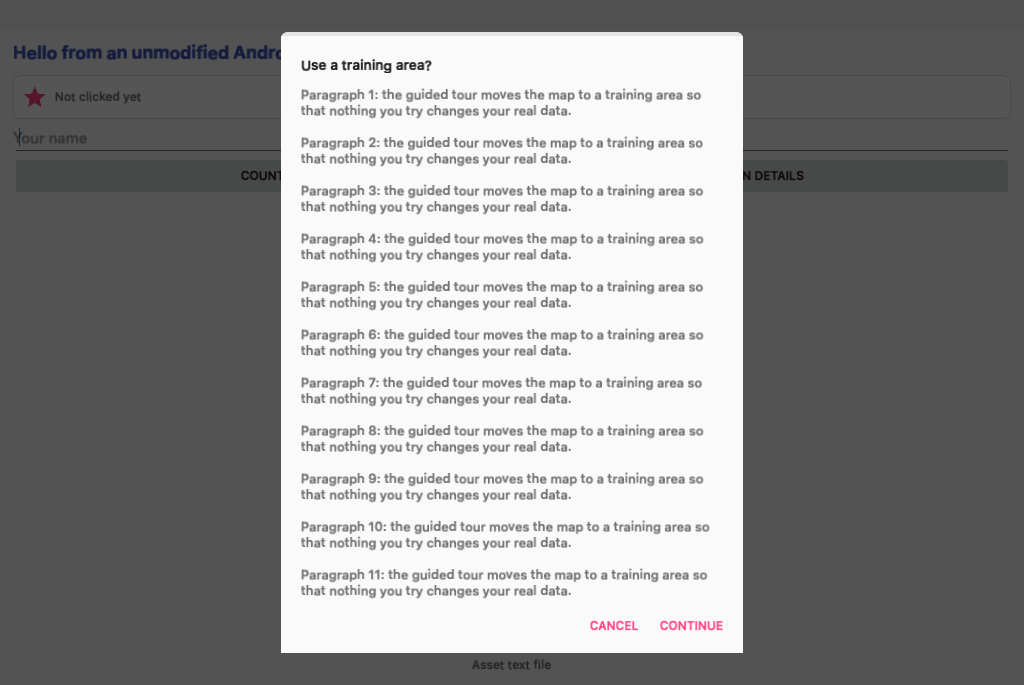 Hello from an unmodified Andro
Not clicked yet
Your name
COUNT
N DETAILS
Use a training area?
Paragraph 1: the guided tour moves the map to a training area so
that nothing you try changes your real data.
Paragraph 2: the guided tour moves the map to a training area so
that nothing you try changes your real data.
Paragraph 3: the guided tour moves the map to a training area so
that nothing you try changes your real data.
Paragraph 4: the guided tour moves the map to a training area so
that nothing you try changes your real data.
Paragraph 5: the guided tour moves the map to a training area so
that nothing you try changes your real data.
Paragraph 6: the guided tour moves the map to a training area so
that nothing you try changes your real data.
Paragraph 7: the guided tour moves the map to a training area so
that nothing you try changes your real data.
Paragraph 8: the guided tour moves the map to a training area so
that nothing you try changes your real data.
Paragraph 9: the guided tour moves the map to a training area so
that nothing you try changes your real data.
Paragraph 10: the guided tour moves the map to a training area so
that nothing you try changes your real data.
Paragraph 11: the guided tour moves the map to a training area so
that nothing you try changes your real data.
CANCEL CONTINUE
Asset text file